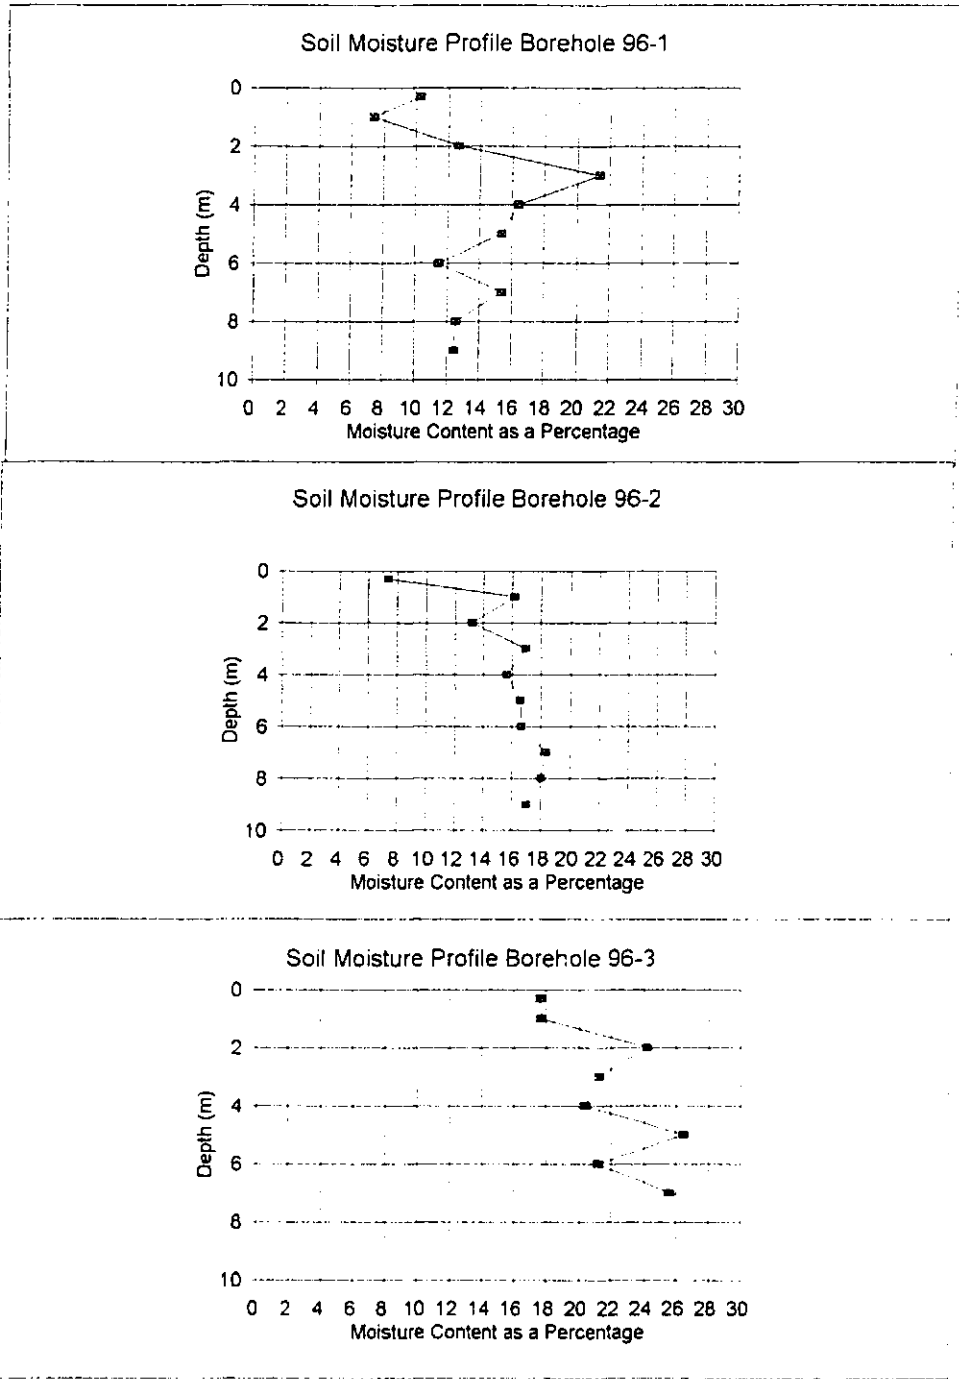 Soil Moisture Profile Borehole 96-1
0
2
4
6
8
10
Depth (m)
0 2 4 6 8 10 12 14 16 18 20 22 24 26 28 30
Moisture Content as a Percentage
Soil Moisture Profile Borehole 96-2
0
2
4
6
8
10
Depth (m)
0 2 4 6 8 10 12 14 16 18 20 22 24 26 28 30
Moisture Content as a Percentage
Soil Moisture Profile Borehole 96-3
0
2
4
6
8
10
Depth (m)
0 2 4 6 8 10 12 14 16 18 20 22 24 26 28 30
Moisture Content as a Percentage